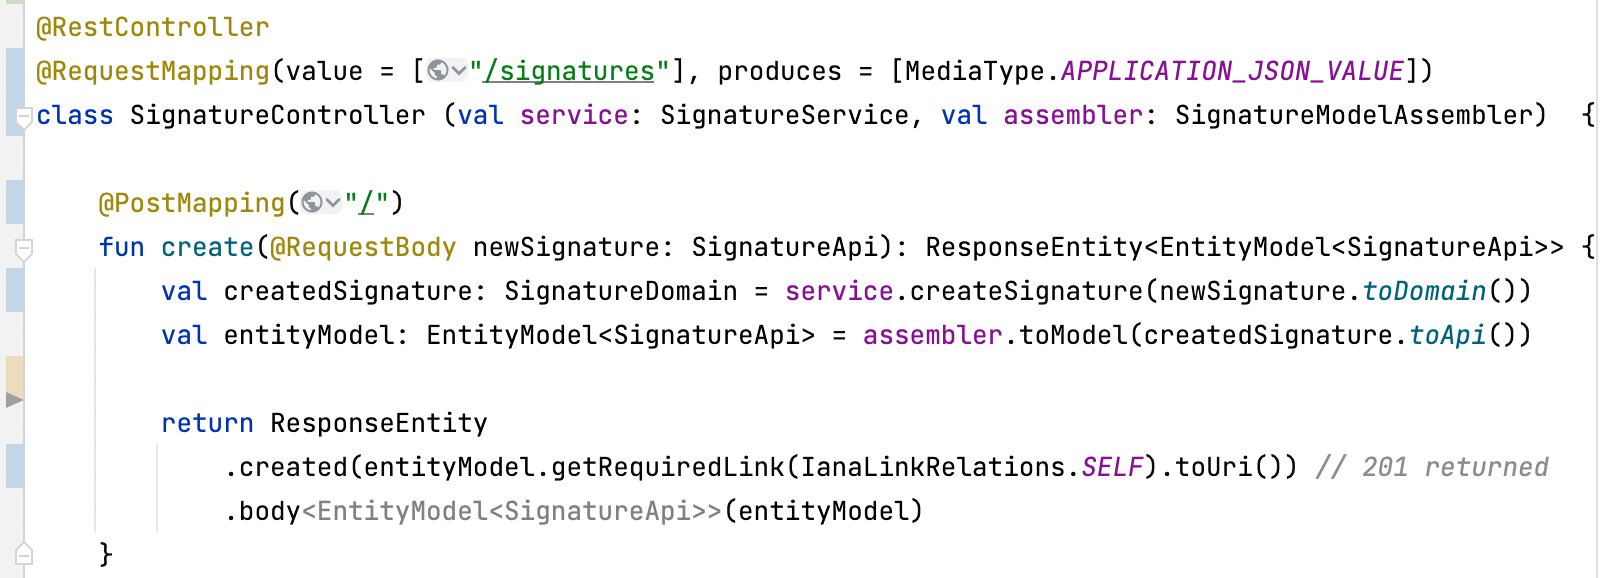 @RestController
@RequestMapping(value = ["/signatures"], produces = [MediaType.APPLICATION_JSON_VALUE])
class SignatureController (val service: SignatureService, val assembler: SignatureModelAssembler)  {
@PostMapping("/")
fun create(@RequestBody newSignature: SignatureApi): ResponseEntity<EntityModel<SignatureApi>> {
val createdSignature: SignatureDomain = service.createSignature(newSignature.toDomain())
val entityModel: EntityModel<SignatureApi> = assembler.toModel(createdSignature.toApi())
return ResponseEntity
.created(entityModel.getRequiredLink(IanaLinkRelations.SELF).toUri()) // 201 returned
.body<EntityModel<SignatureApi>>(entityModel)
}